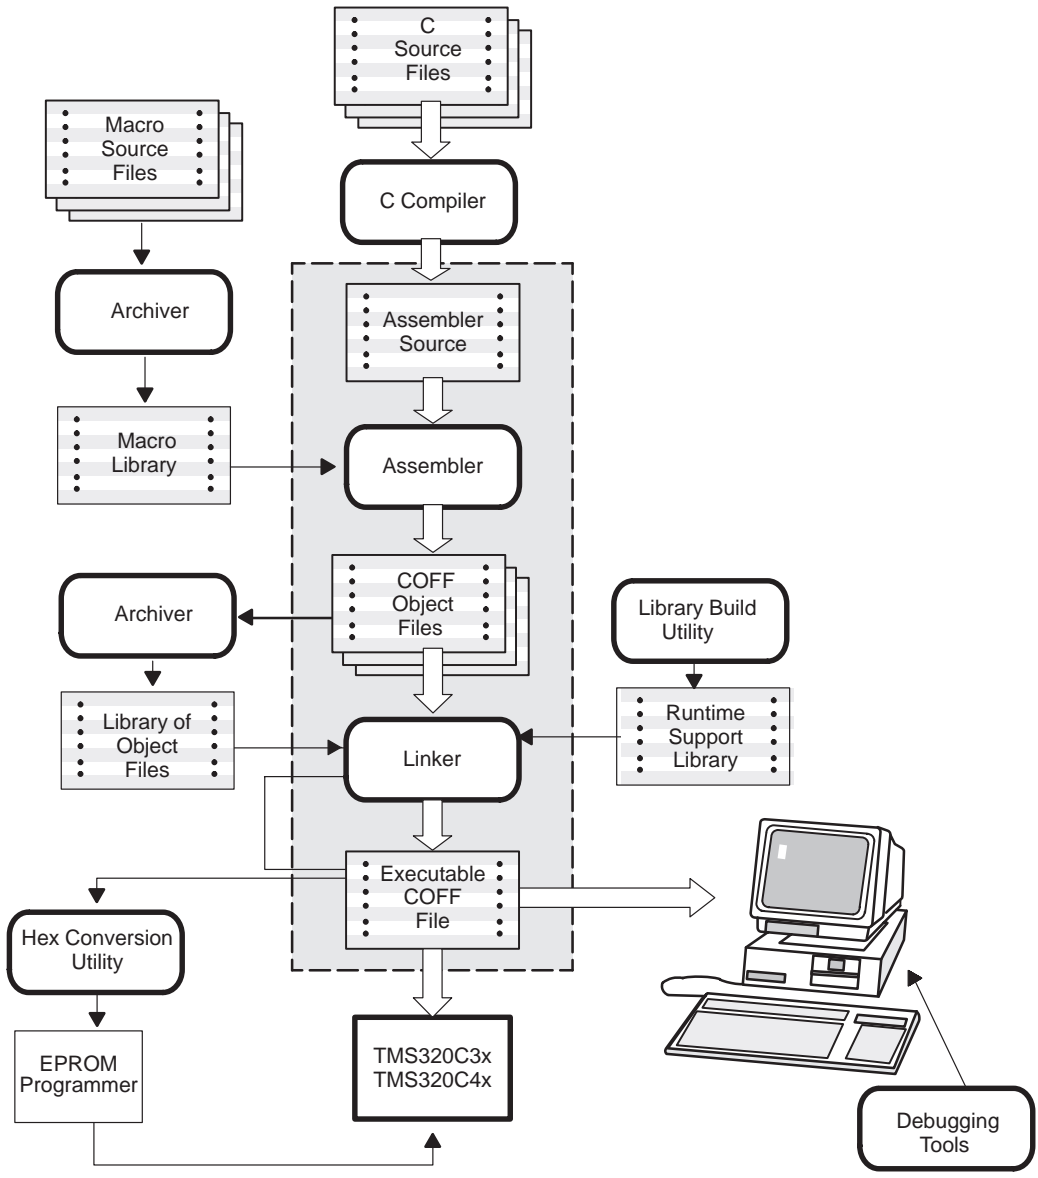 C
Source
Files
Macro
Source
Files
C Compiler
Archiver
Assembler
Source
Macro
Library
Assembler
COFF
Object
Files
Archiver
Library Build
Utility
Library of
Object
Files
Linker
Runtime
Support
Library
Executable
COFF
File
Hex Conversion
Utility
EPROM
Programmer
TMS320C3x
TMS320C4x
Debugging
Tools